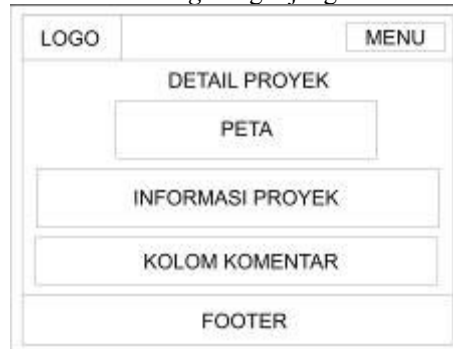 LOGO MENU
DETAIL PROYEK
PETA
INFORMASI PROYEK
KOLOM KOMENTAR
FOOTER